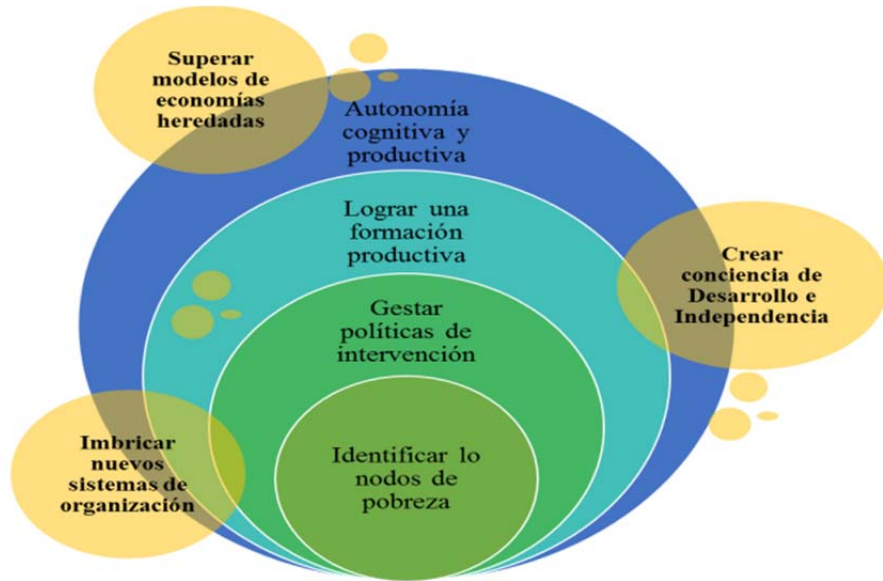 Superar
modelos de
economías
heredadas
Autonomía
cognitiva y
productiva
Lograr una
formación
productiva
Crear
conciencia de
Desarrollo e
Independencia
Gestar
políticas de
intervención
Imbricar
nuevos
sistemas de
organización
Identificar lo
nodos de
pobreza